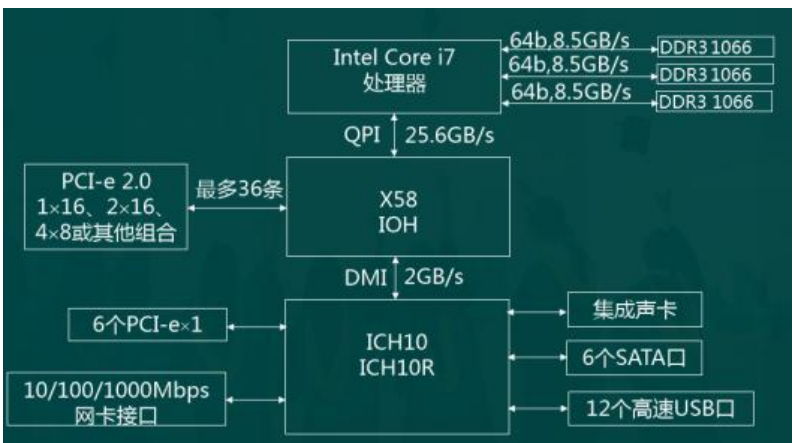 Intel Core i7
处理器
64b,8.5GB/s
DDR3 1066
64b,8.5GB/s
DDR3 1066
64b,8.5GB/s
DDR3 1066
QPI 25.6GB/s
PCI-e 2.0
1×16、2×16、
4×8或其他组合
最多36条
X58
IOH
DMI 2GB/s
6个PCI-e×1
ICH10
ICH10R
集成声卡
6个SATA口
10/100/1000Mbps
网卡接口
12个高速USB口